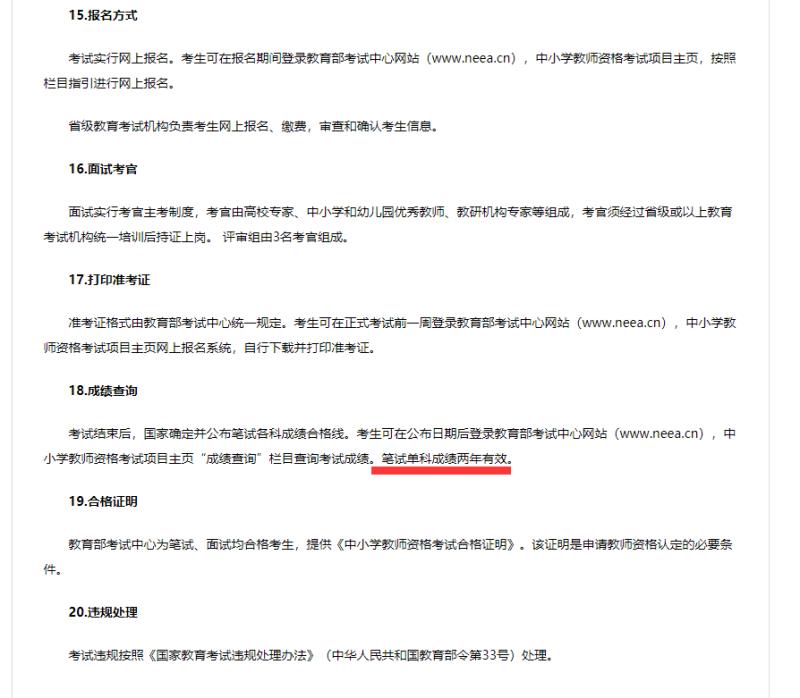 15.报名方式
考试实行网上报名。考生可在报名期间登录教育部考试中心网站（www.neea.cn），中小学教师资格考试项目主页，按照
栏目指引进行网上报名。
省级教育考试机构负责考生网上报名、缴费，审查和确认考生信息。
16.面试考官
面试实行考官主考制度，考官由高校专家、中小学和幼儿园优秀教师、教研机构专家等组成，考官须经过省级或以上教育
考试机构统一培训后持证上岗。 评审组由3名考官组成。
17.打印准考证
准考证格式由教育部考试中心统一规定。考生可在正式考试前一周登录教育部考试中心网站（www.neea.cn），中小学教
师资格考试项目主页网上报名系统，自行下载并打印准考证。
18.成绩查询
考试结束后，国家确定并公布笔试各科成绩合格线。考生可在公布日期后登录教育部考试中心网站（www.neea.cn），中
小学教师资格考试项目主页“成绩查询”栏目查询考试成绩。笔试单科成绩两年有效。
19.合格证明
教育部考试中心为笔试、面试均合格考生，提供《中小学教师资格考试合格证明》。该证明是申请教师资格认定的必要条
件。
20.违规处理
考试违规按照《国家教育考试违规处理办法》（中华人民共和国教育部令第33号）处理。